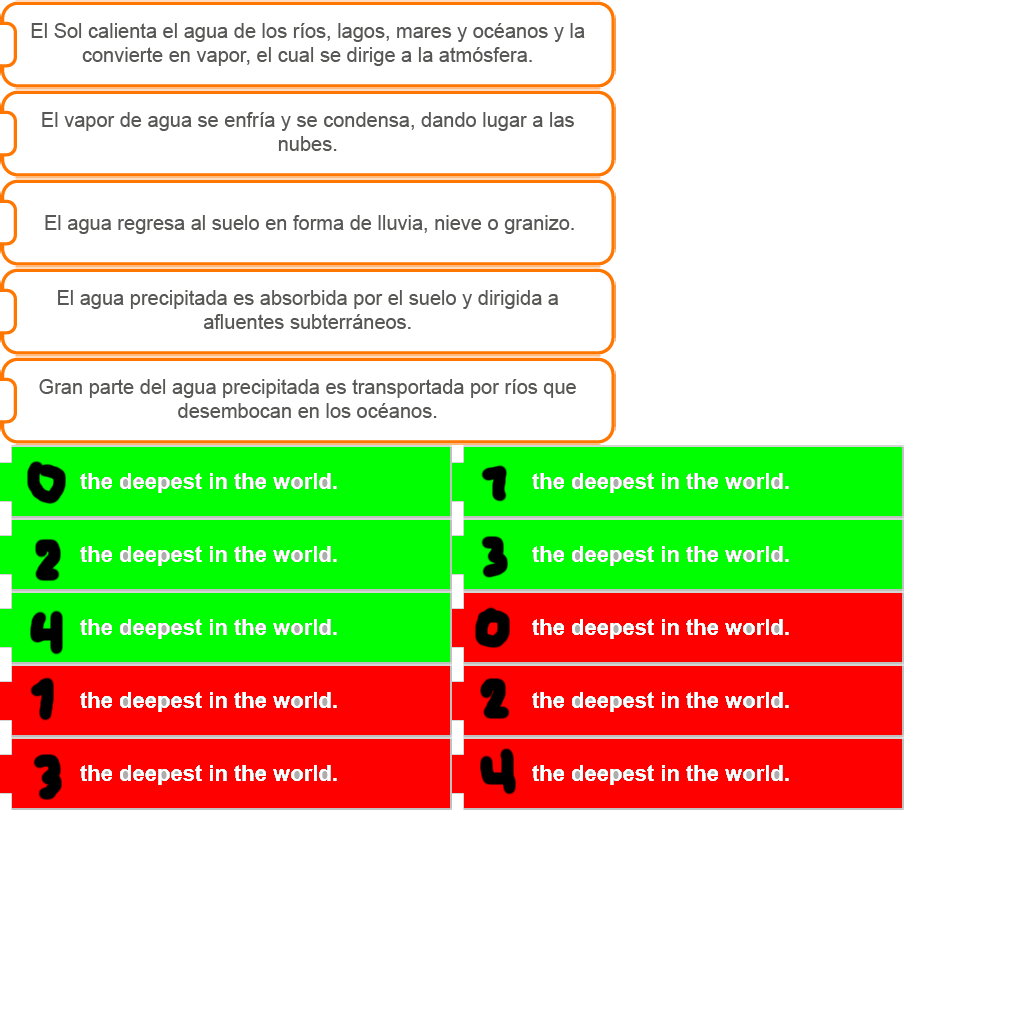 El Sol calienta el agua de los ríos, lagos, mares y océanos y la
convierte en vapor, el cual se dirige a la atmósfera.
El vapor de agua se enfría y se condensa, dando lugar a las
nubes.
El agua regresa al suelo en forma de lluvia, nieve o granizo.
El agua precipitada es absorbida por el suelo y dirigida a
afluentes subterráneos.
Gran parte del agua precipitada es transportada por ríos que
desembocan en los océanos.
0 the deepest in the world.
1 the deepest in the world.
2 the deepest in the world.
3 the deepest in the world.
4 the deepest in the world.
0 the deepest in the world.
1 the deepest in the world.
2 the deepest in the world.
3 the deepest in the world.
4 the deepest in the world.